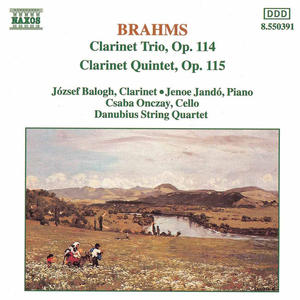 NAXOS
DDD
8.550391
BRAHMS
Clarinet Trio, Op. 114
Clarinet Quintet, Op. 115
József Balogh, Clarinet • Jenoe Jandó, Piano
Csaba Onczay, Cello
Danubius String Quartet